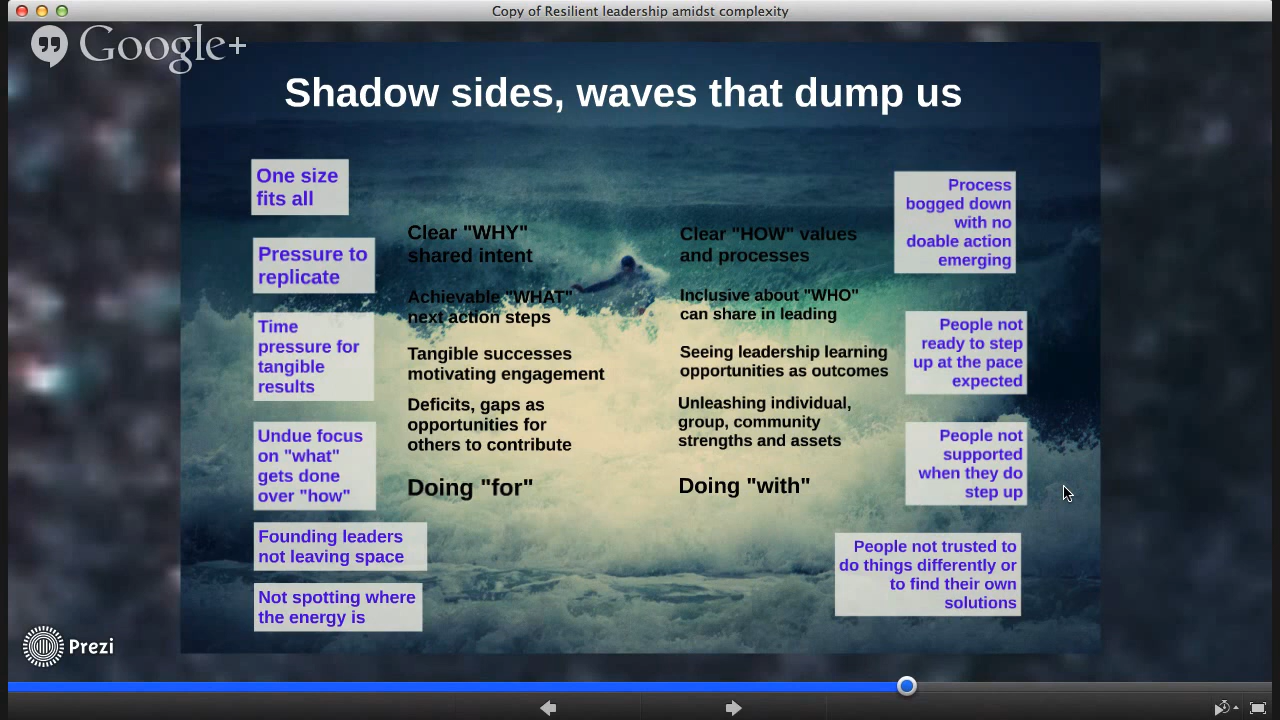 Copy of Resilient leadership amidst complexity
Google+
Shadow sides, waves that dump us
One size
fits all
Pressure to
replicate
Time
pressure for
tangible
results
Undue focus
on "what"
gets done
over "how"
Founding leaders
not leaving space
Not spotting where
the energy is
Clear "WHY"
shared intent
Achievable "WHAT"
next action steps
Tangible successes
motivating engagement
Deficits, gaps as
opportunities for
others to contribute
Doing "for"
Clear "HOW" values
and processes
Inclusive about "WHO"
can share in leading
Seeing leadership learning
opportunities as outcomes
Unleashing individual,
group, community
strengths and assets
Doing "with"
Process
bogged down
with no
doable action
emerging
People not
ready to step
up at the pace
expected
People not
supported
when they do
step up
People not trusted to
do things differently or
to find their own
solutions
Prezi